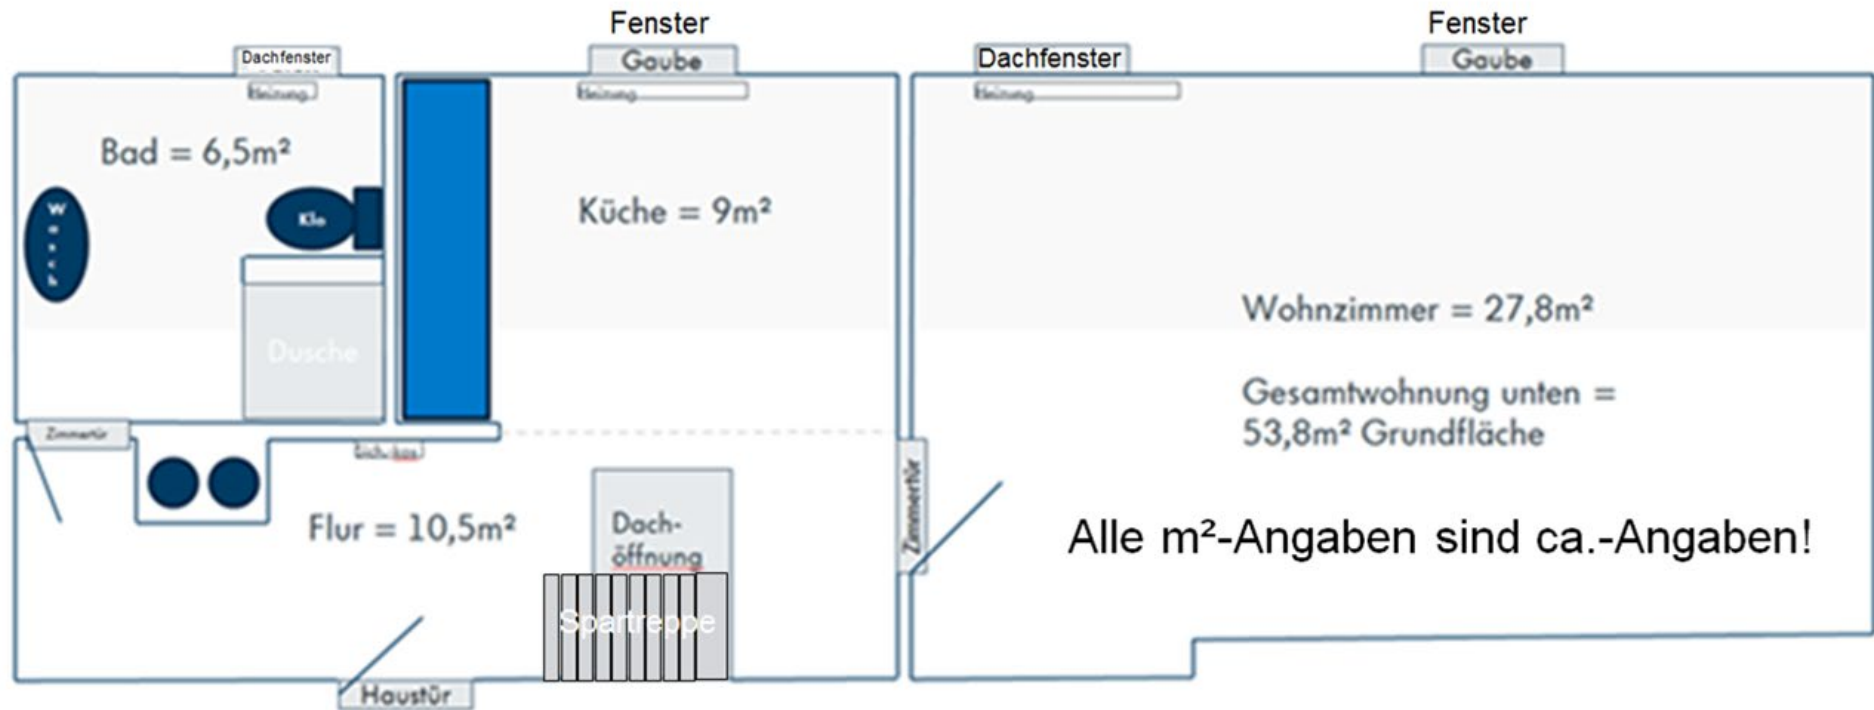 Fenster
Fenster
Dachfenster
Gaube
Dachfenster
Gaube
Heizung
Heizung
Heizung
Bad = 6,5m²
Küche = 9m²
Wasch
Klo
Wohnzimmer = 27,8m²
Dusche
Gesamtwohnung unten =
53,8m² Grundfläche
Zimmertür
Zimmertür
Flur = 10,5m²
Dach-
öffnung
Alle m²-Angaben sind ca.-Angaben!
Spartreppe
Haustür